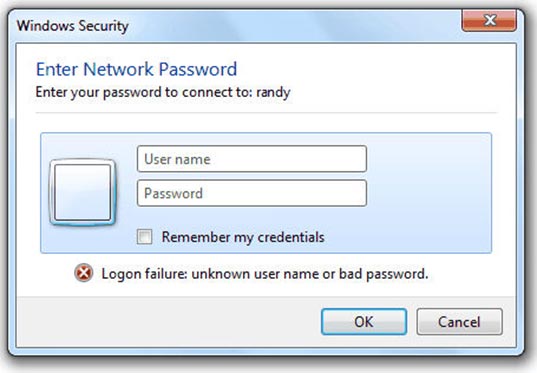 Windows Security
Enter Network Password
Enter your password to connect to: randy
User name
Password
Remember my credentials
Logon failure: unknown user name or bad password.
OK
Cancel